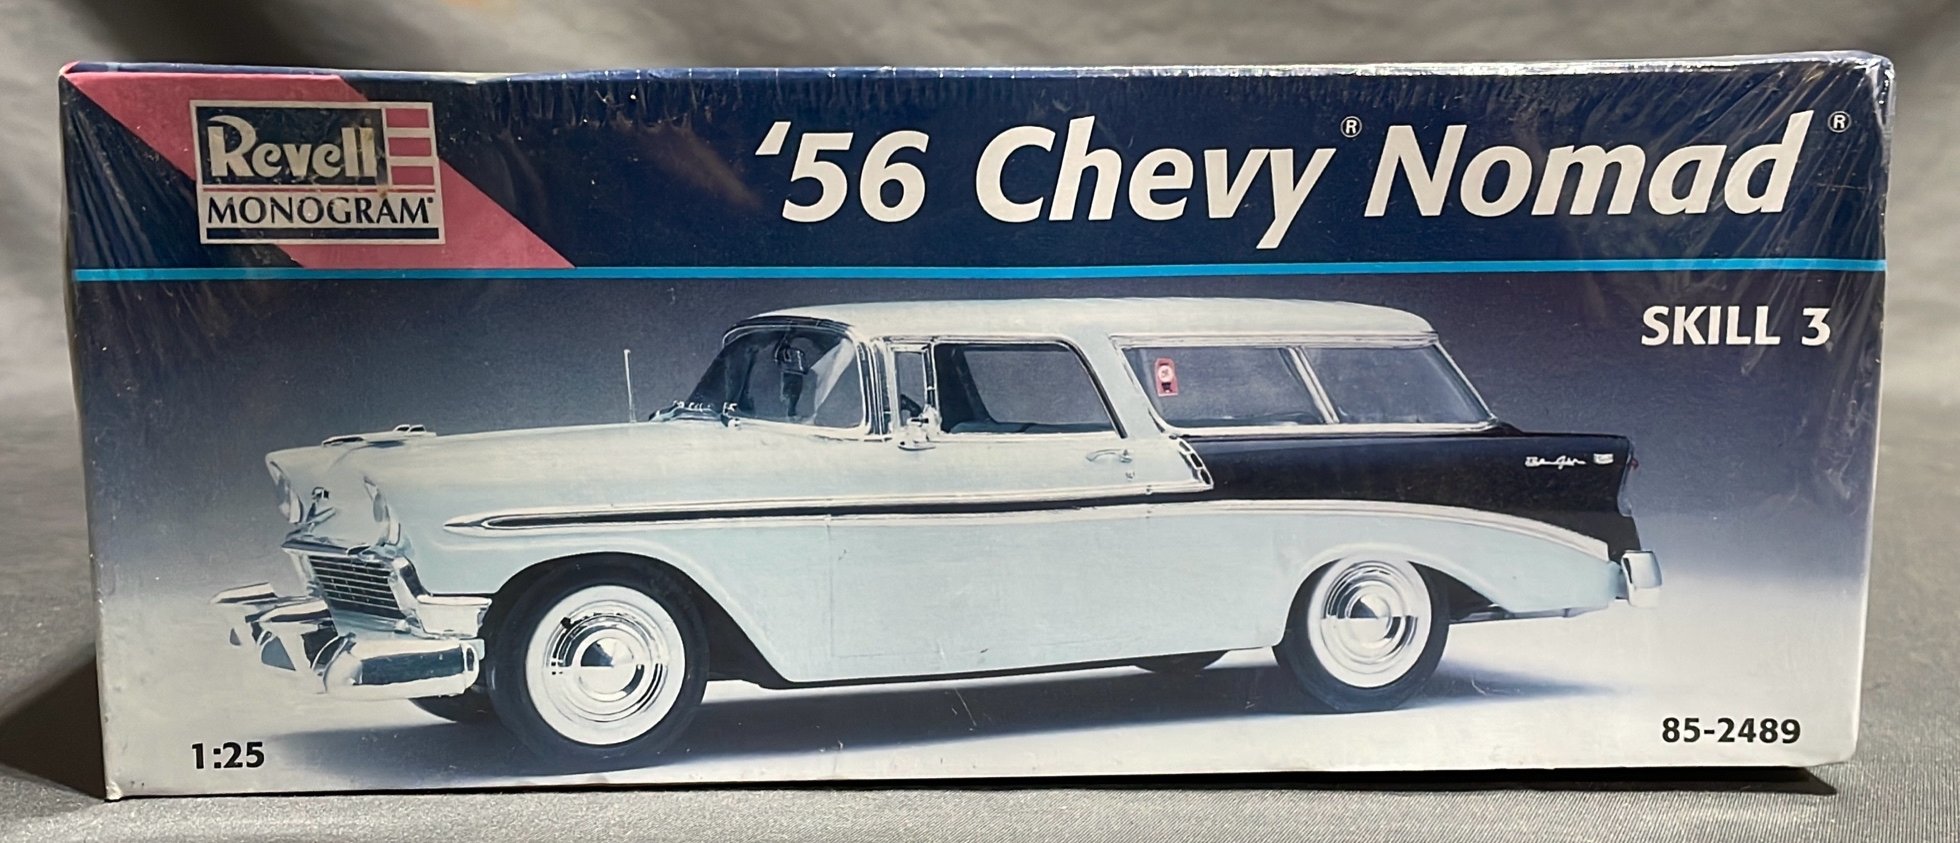 Revell
MONOGRAM®
'56 Chevy® Nomad®
SKILL 3
1:25
85-2489